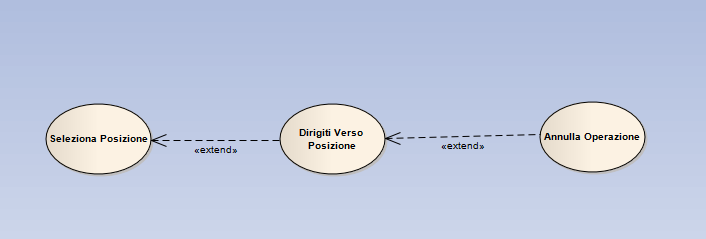 Seleziona Posizione
«extend»
Dirigiti Verso
Posizione
«extend»
Annulla Operazione